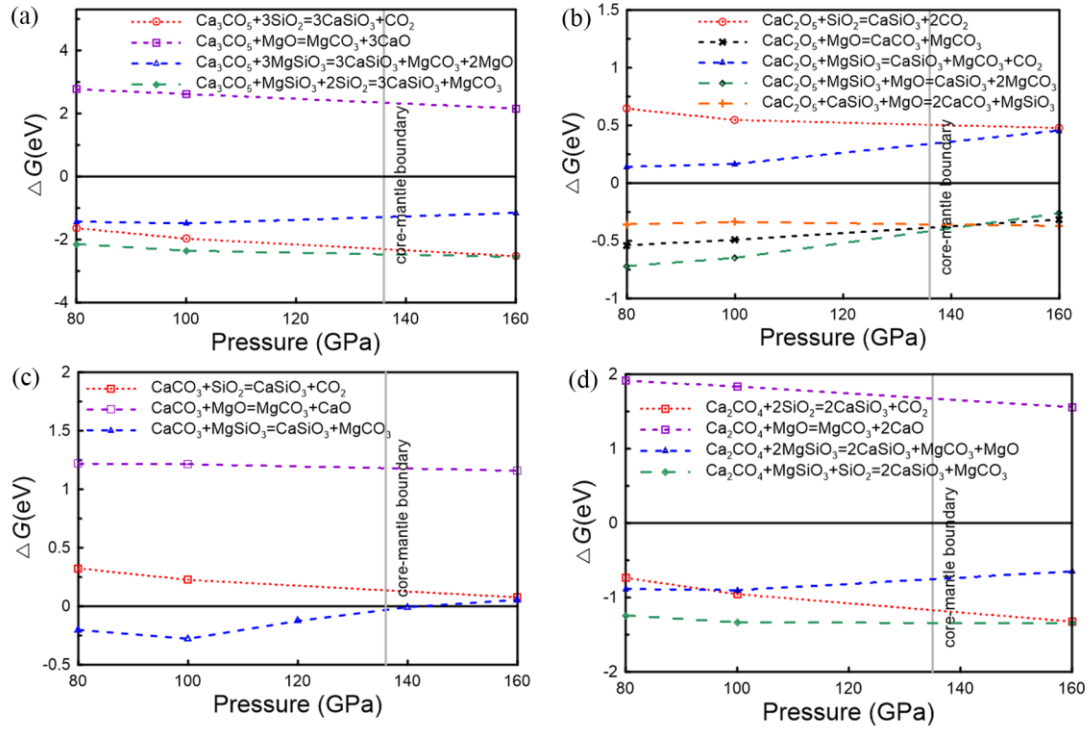 (a)
Ca₃CO₅+3SiO₂=3CaSiO₃+CO₂
Ca₃CO₅+MgO=MgCO₃+3CaO
Ca₃CO₅+3MgSiO₃=3CaSiO₃+MgCO₃+2MgO
Ca₃CO₅+MgSiO₃+2SiO₂=3CaSiO₃+MgCO₃
4
2
0
-2
-4
△G(eV)
core-mantle boundary
80 100 120 140 160
Pressure (GPa)
(b)
CaC₂O₅+SiO₂=CaSiO₃+2CO₂
CaC₂O₅+MgO=CaCO₃+MgCO₃
CaC₂O₅+MgSiO₃=CaSiO₃+MgCO₃+CO₂
CaC₂O₅+MgSiO₃+MgO=CaSiO₃+2MgCO₃
CaC₂O₅+CaSiO₃+MgO=2CaCO₃+MgSiO₃
1.5
1
0.5
0
-0.5
-1
△G(eV)
core-mantle boundary
80 100 120 140 160
Pressure (GPa)
(c)
CaCO₃+SiO₂=CaSiO₃+CO₂
CaCO₃+MgO=MgCO₃+CaO
CaCO₃+MgSiO₃=CaSiO₃+MgCO₃
2
1.5
1
0.5
0
-0.5
△G(eV)
core-mantle boundary
80 100 120 140 160
Pressure (GPa)
(d)
Ca₂CO₄+2SiO₂=2CaSiO₃+CO₂
Ca₂CO₄+MgO=MgCO₃+2CaO
Ca₂CO₄+2MgSiO₃=2CaSiO₃+MgCO₃+MgO
Ca₂CO₄+MgSiO₃+SiO₂=2CaSiO₃+MgCO₃
2
1
0
-1
-2
△G(eV)
core-mantle boundary
80 100 120 140 160
Pressure (GPa)